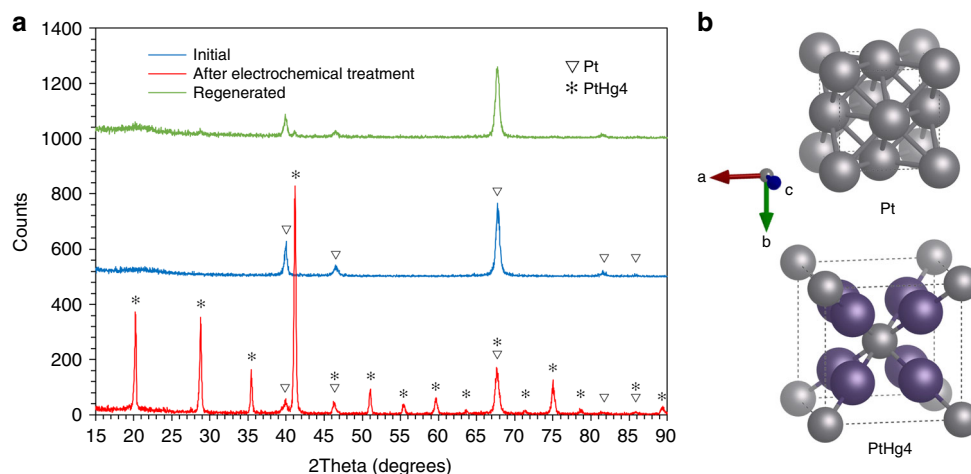 a
b
1400
1200
1000
800
600
400
200
0
Counts
Initial
After electrochemical treatment
Regenerated
▽ Pt
* PtHg4
15 20 25 30 35 40 45 50 55 60 65 70 75 80 85 90
2Theta (degrees)
a
c
b
Pt
PtHg4